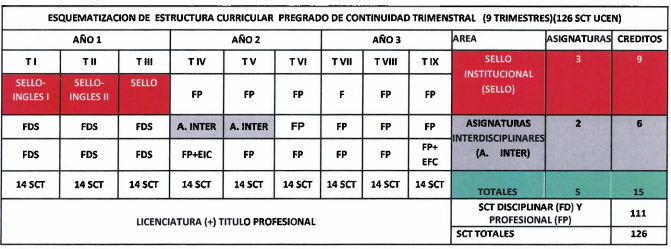 ESQUEMATIZACION DE ESTRUCTURA CURRICULAR PREGRADO DE CONTINUIDAD TRIMENSTRAL (9 TRIMESTRES)(126 SCT UCEN)
AÑO 1 AÑO 2 AÑO 3 AREA ASIGNATURAS CREDITOS
T I T II T III T IV T V T VI T VII T VIII T IX SELLO INSTITUCIONAL (SELLO) 3 9
SELLO-INGLES I SELLO-INGLES II SELLO FP FP FP F FP FP
FDS FDS FDS A. INTER A. INTER FP FP FP FP ASIGNATURAS INTERDISCIPLINARES (A. INTER) 2 6
FDS FDS FDS FP+EIC FP FP FP FP FP+ EFC
14 SCT 14 SCT 14 SCT 14 SCT 14 SCT 14 SCT 14 SCT 14 SCT 14 SCT TOTALES 5 15
LICENCIATURA (+) TITULO PROFESIONAL SCT DISCIPLINAR (FD) Y PROFESIONAL (FP) 111
SCT TOTALES 126